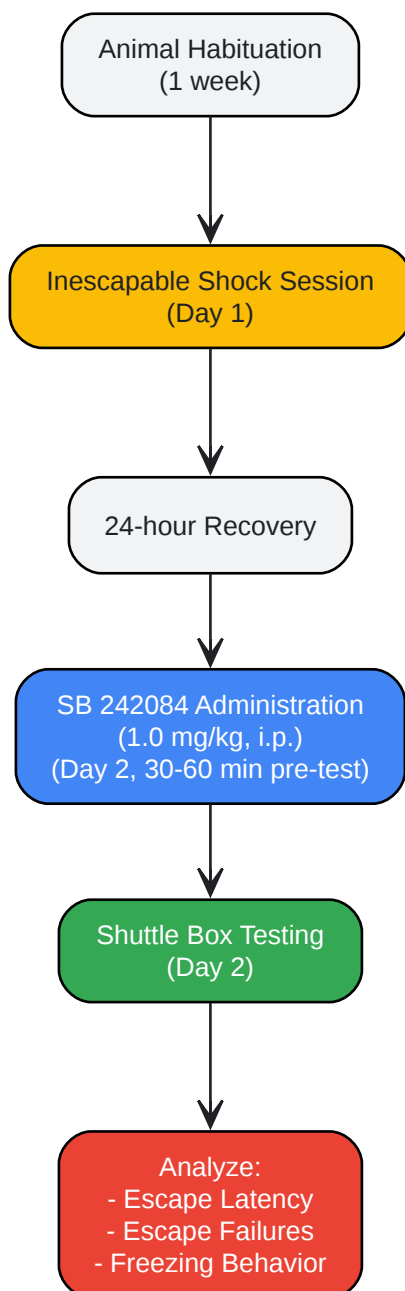 Animal Habituation
(1 week)
Inescapable Shock Session
(Day 1)
24-hour Recovery
SB 242084 Administration
(1.0 mg/kg, i.p.)
(Day 2, 30-60 min pre-test)
Shuttle Box Testing
(Day 2)
Analyze:
- Escape Latency
- Escape Failures
- Freezing Behavior